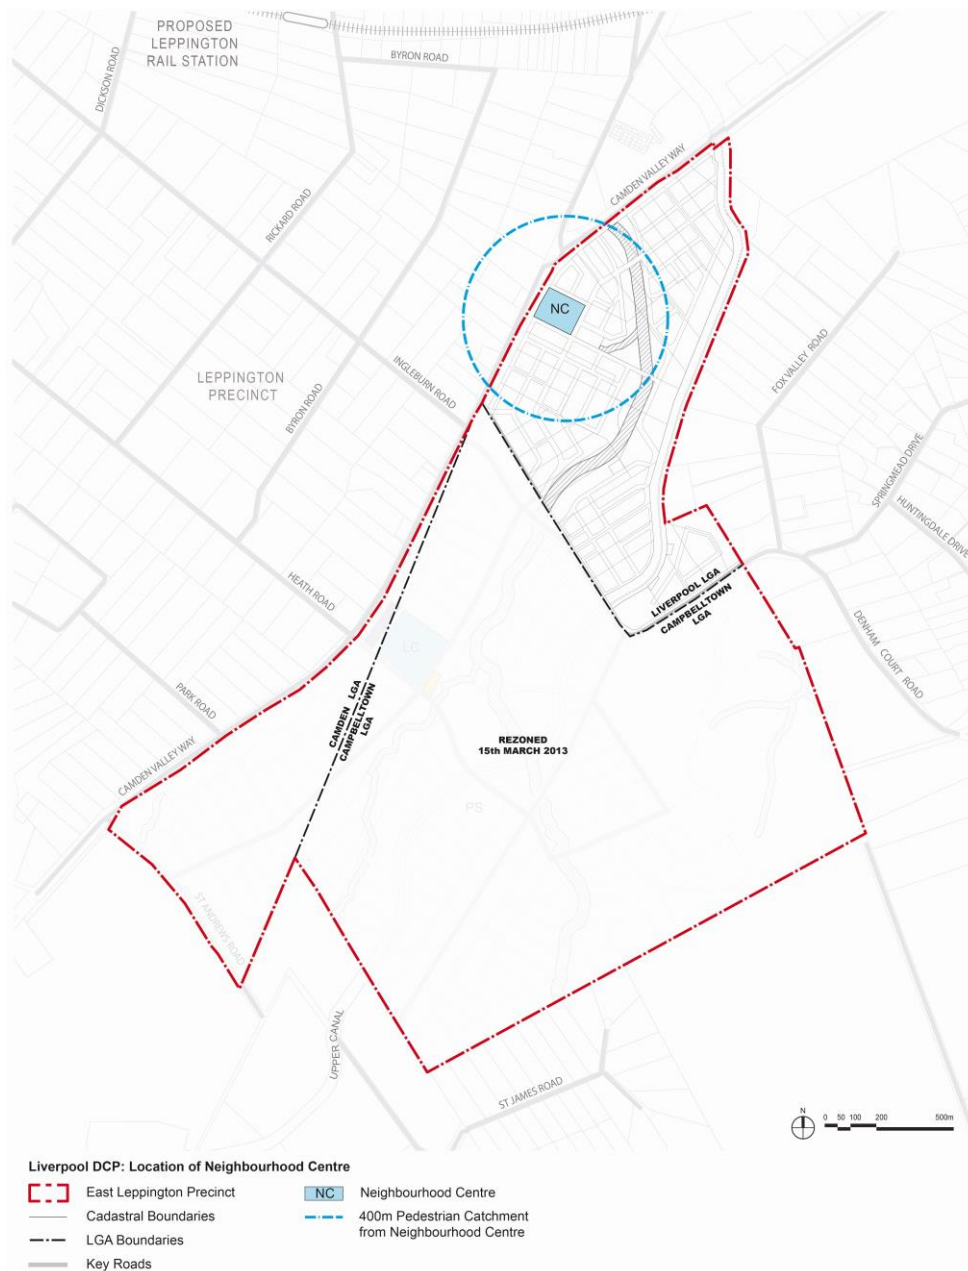 PROPOSED
LEPPINGTON
RAIL STATION
BYRON ROAD
DICKSON ROAD
CAMDEN VALLEY WAY
RICKARD ROAD
NC
LEPPINGTON
PRECINCT
INGLEBURN ROAD
BYRON ROAD
FOX VALLEY ROAD
SPRINGMEAD DRIVE
HUNTINGDALE DRIVE
HEATH ROAD
LIVERPOOL LGA
CAMPBELLTOWN
LGA
DENHAM COURT ROAD
LC
PARK ROAD
CAMDEN LGA
CAMPBELLTOWN
LGA
REZONED
15th MARCH 2013
CAMDEN VALLEY WAY
PS
ST ANDREWS ROAD
UPPER CANAL
ST JAMES ROAD
N
0 50 100 200 500m
Liverpool DCP: Location of Neighbourhood Centre
East Leppington Precinct
Cadastral Boundaries
LGA Boundaries
Key Roads
NC Neighbourhood Centre
400m Pedestrian Catchment
from Neighbourhood Centre